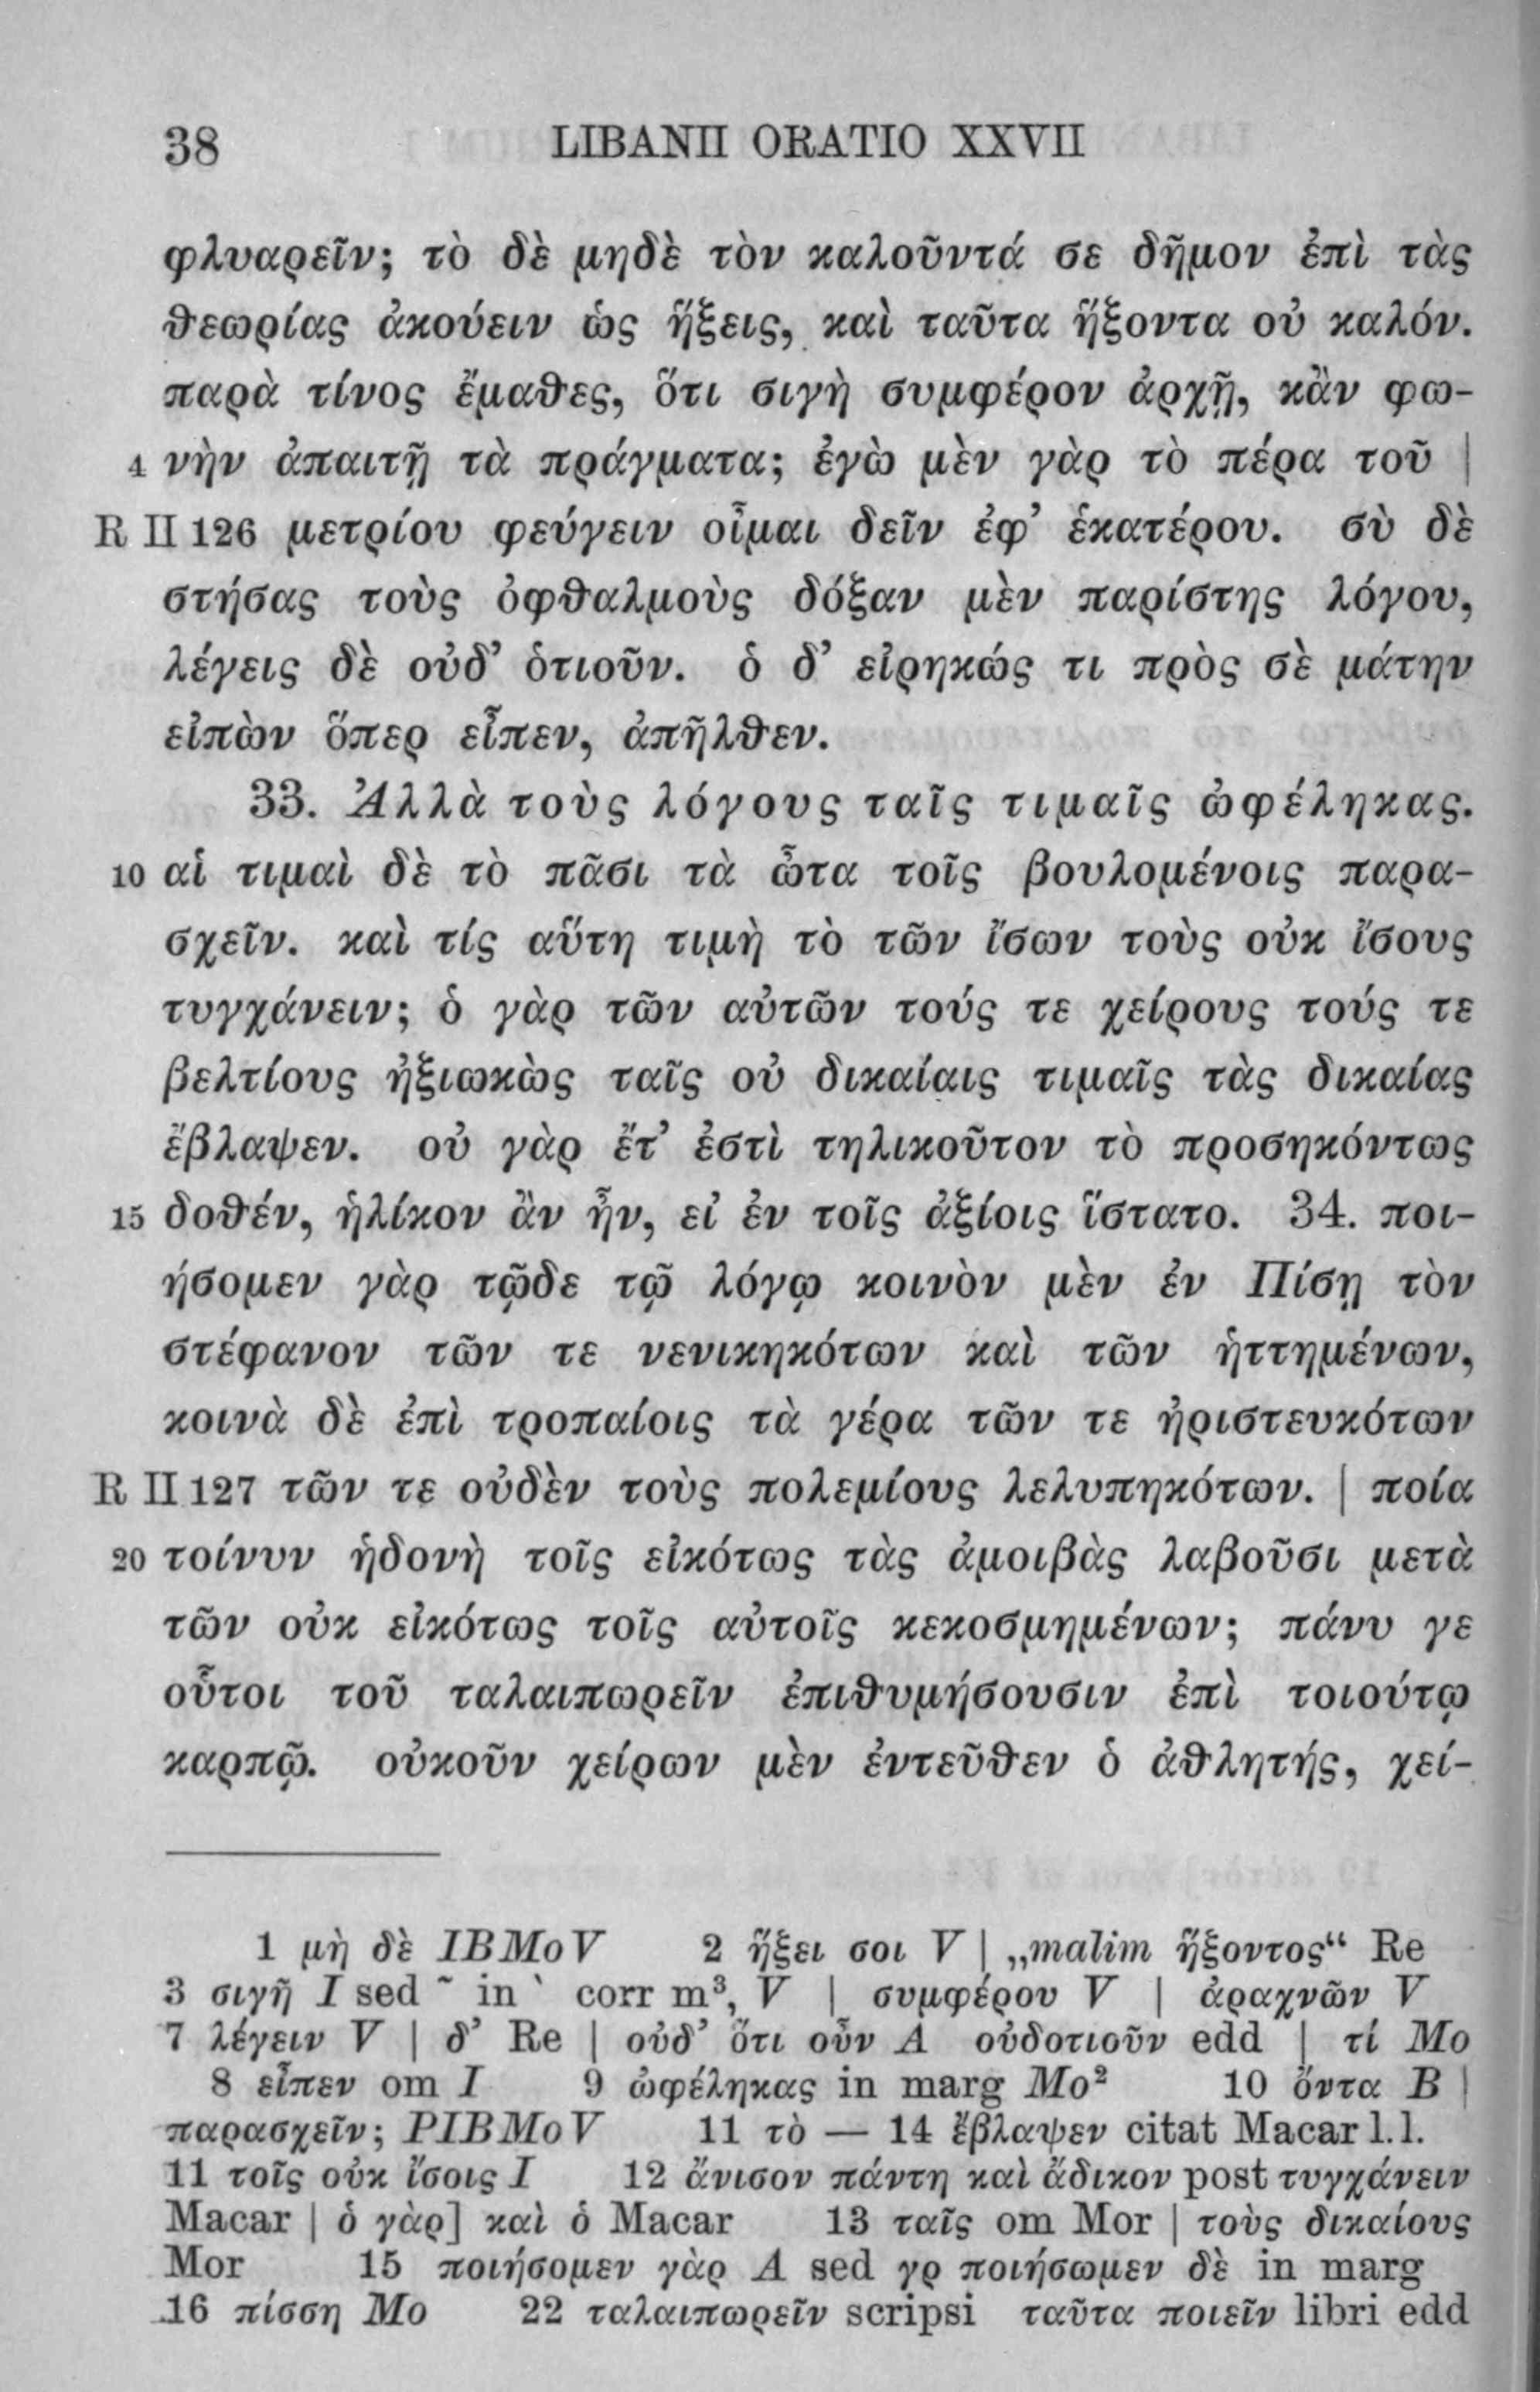 38 LIBANII ORATIO XXVII
φλυαρεῖν; τὸ δὲ μηδὲ τὸν καλοῦντά σε δῆμον ἐπὶ τὰς
θεωρίας ἀκούειν ὡς ἥξεις, καὶ ταῦτα ἥξοντα οὐ καλόν.
παρὰ τίνος ἔμαθες, ὅτι σιγὴ συμφέρον ἀρχῇ, κἂν φω-
4 νὴν ἀπαιτῇ τὰ πράγματα; ἐγὼ μὲν γὰρ τὸ πέρα τοῦ |
R II 126 μετρίου φεύγειν οἶμαι δεῖν ἐφ’ ἑκατέρου. σὺ δὲ
στήσας τοὺς ὀφθαλμοὺς δόξαν μὲν παρίστης λόγου,
λέγεις δὲ οὐδ’ ὁτιοῦν. ὁ δ’ εἰρηκώς τι πρὸς σὲ μάτην
εἰπὼν ὅπερ εἶπεν, ἀπῆλθεν.
33. Ἀλλὰ τοὺς λόγους ταῖς τιμαῖς ὠφέληκας.
10 αἱ τιμαὶ δὲ τὸ πᾶσι τὰ ὦτα τοῖς βουλομένοις παρα-
σχεῖν. καὶ τίς αὕτη τιμὴ τὸ τῶν ἴσων τοὺς οὐκ ἴσους
τυγχάνειν; ὁ γὰρ τῶν αὐτῶν τούς τε χείρους τούς τε
βελτίους ἠξιωκὼς ταῖς οὐ δικαίαις τιμαῖς τὰς δικαίας
ἔβλαψεν. οὐ γὰρ ἔτ’ ἐστὶ τηλικοῦτον τὸ προσηκόντως
15 δοθέν, ἡλίκον ἂν ἦν, εἰ ἐν τοῖς ἀξίοις ἵστατο. 34. ποι-
ήσομεν γὰρ τῷδε τῷ λόγῳ κοινὸν μὲν ἐν Πίσῃ τὸν
στέφανον τῶν τε νενικηκότων καὶ τῶν ἡττημένων,
κοινὰ δὲ ἐπὶ τροπαίοις τὰ γέρα τῶν τε ἠριστευκότων
R II 127 τῶν τε οὐδὲν τοὺς πολεμίους λελυπηκότων. | ποία
20 τοίνυν ἡδονὴ τοῖς εἰκότως τὰς ἀμοιβὰς λαβοῦσι μετὰ
τῶν οὐκ εἰκότως τοῖς αὐτοῖς κεκοσμημένων; πάνυ γε
οὗτοι τοῦ ταλαιπωρεῖν ἐπιθυμήσουσιν ἐπὶ τοιούτῳ
καρπῷ. οὐκοῦν χείρων μὲν ἐντεῦθεν ὁ ἀθλητής, χεί-
1 μὴ δὲ IBMoV 2 ἥξει σοι V | „malim ἥξοντος“ Re
3 σιγῆ I sed ῀ in ` corr m³, V | συμφέρου V | ἀραχνῶν V
7 λέγειν V | δ’ Re | οὐδ’ ὅτι οὖν A οὐδοτιοῦν edd | τί Mo
8 εἶπεν om I 9 ὠφέληκας in marg Mo² 10 ὄντα B |
παρασχεῖν; PIBMoV 11 τὸ — 14 ἔβλαψεν citat Macar l. l.
11 τοῖς οὐκ ἴσοις I 12 ἄνισον πάντη καὶ ἄδικον post τυγχάνειν
Macar | ὁ γὰρ] καὶ ὁ Macar 13 ταῖς om Mor | τοὺς δικαίους
Mor 15 ποιήσομεν γὰρ A sed γρ ποιήσωμεν δὲ in marg
16 πίσση Mo 22 ταλαιπωρεῖν scripsi ταῦτα ποιεῖν libri edd